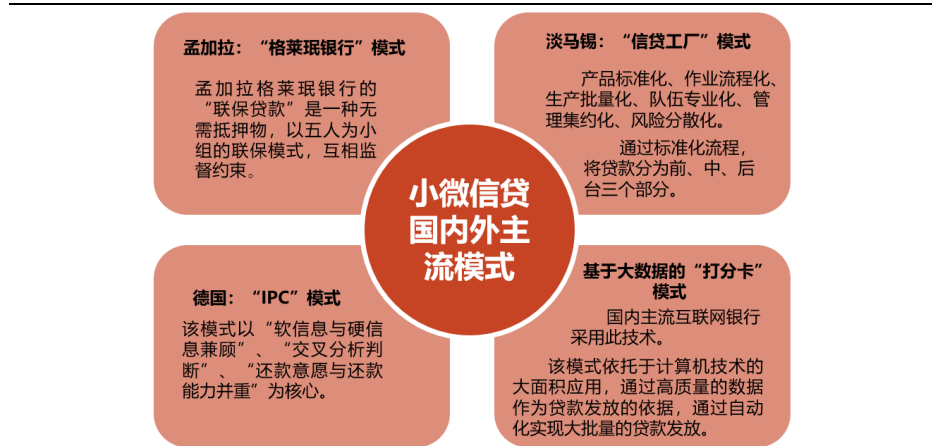 孟加拉：“格莱珉银行”模式
孟加拉格莱珉银行的
“联保贷款”是一种无
需抵押物，以五人为小
组的联保模式，互相监
督约束。
淡马锡：“信贷工厂”模式
产品标准化、作业流程化、
生产批量化、队伍专业化、管
理集约化、风险分散化。
通过标准化流程，
将贷款分为前、中、后
台三个部分。
小微信贷
国内外主
流模式
德国：“IPC”模式
该模式以“软信息与硬信
息兼顾”、“交叉分析判
断”、“还款意愿与还款
能力并重”为核心。
基于大数据的“打分卡”
模式
国内主流互联网银行
采用此技术。
该模式依托于计算机技术的
大面积应用，通过高质量的数据
作为贷款发放的依据，通过自动
化实现大批量的贷款发放。